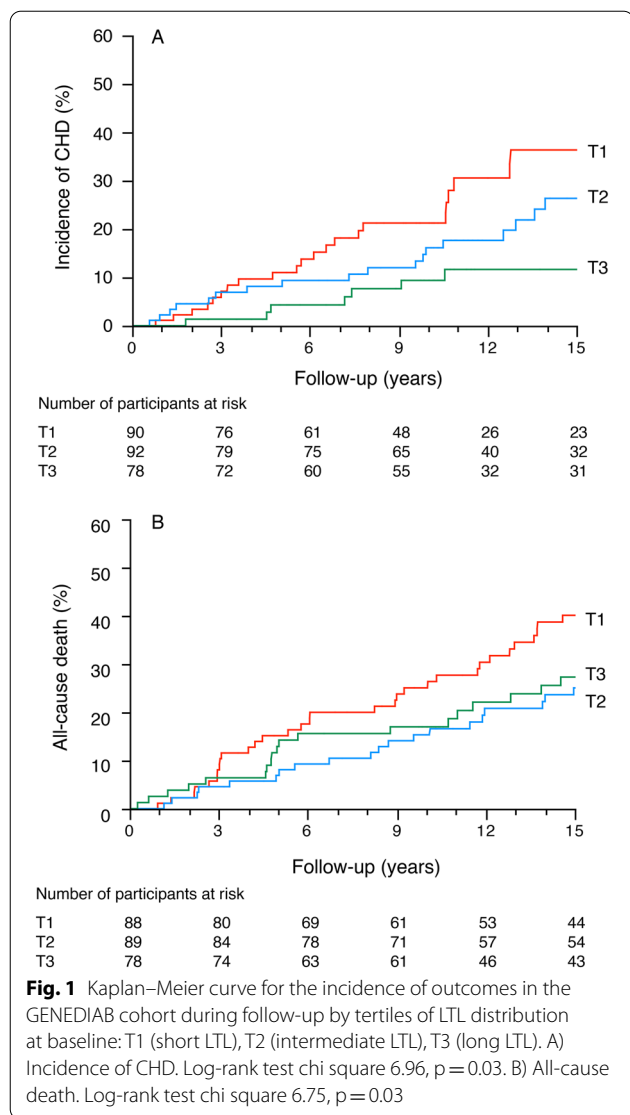 A
60
50
40
30
20
10
0
Incidence of CHD (%)
T1
T2
T3
0 3 6 9 12 15
Follow-up (years)
Number of participants at risk
T1 90 76 61 48 26 23
T2 92 79 75 65 40 32
T3 78 72 60 55 32 31
B
60
50
40
30
20
10
0
All-cause death (%)
T1
T3
T2
0 3 6 9 12 15
Follow-up (years)
Number of participants at risk
T1 88 80 69 61 53 44
T2 89 84 78 71 57 54
T3 78 74 63 61 46 43
Fig. 1 Kaplan–Meier curve for the incidence of outcomes in the
GENEDIAB cohort during follow-up by tertiles of LTL distribution
at baseline: T1 (short LTL), T2 (intermediate LTL), T3 (long LTL). A)
Incidence of CHD. Log-rank test chi square 6.96, p = 0.03. B) All-cause
death. Log-rank test chi square 6.75, p = 0.03